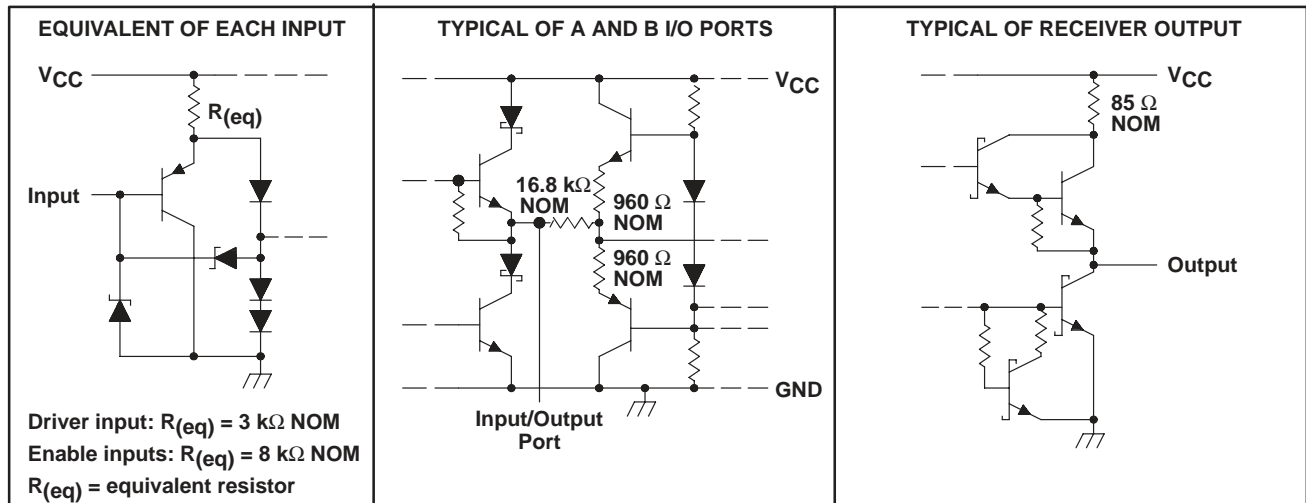 EQUIVALENT OF EACH INPUT
VCC
R(eq)
Input
Driver input: R(eq) = 3 kΩ NOM
Enable inputs: R(eq) = 8 kΩ NOM
R(eq) = equivalent resistor
TYPICAL OF A AND B I/O PORTS
VCC
16.8 kΩ
NOM
960 Ω
NOM
960 Ω
NOM
GND
Input/Output
Port
TYPICAL OF RECEIVER OUTPUT
VCC
85 Ω
NOM
Output